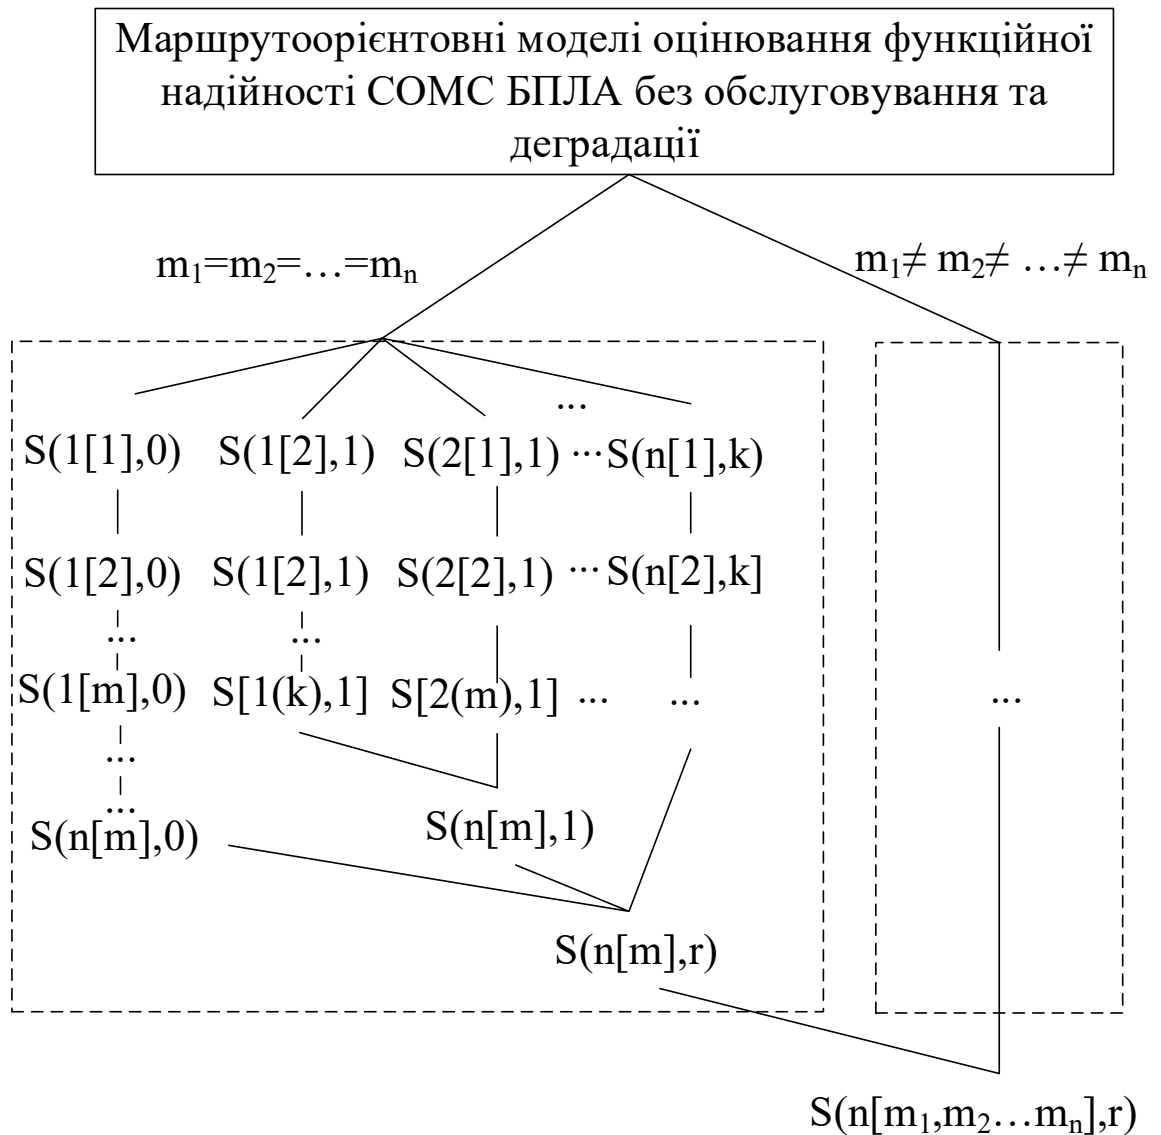 Маршрутоорієнтовні моделі оцінювання функційної
надійності СОМС БПЛА без обслуговування та
деградації
m₁=m₂=…=mₙ
m₁≠ m₂≠ …≠ mₙ
...
S(1[1],0) S(1[2],1) S(2[1],1) ...S(n[1],k)
S(1[2],0) S(1[2],1) S(2[2],1) ...S(n[2],k]
... ...
S(1[m],0) S[1(k),1] S[2(m),1] ... ... ...
...
...
S(n[m],0) S(n[m],1)
S(n[m],r)
S(n[m₁,m₂…mₙ],r)